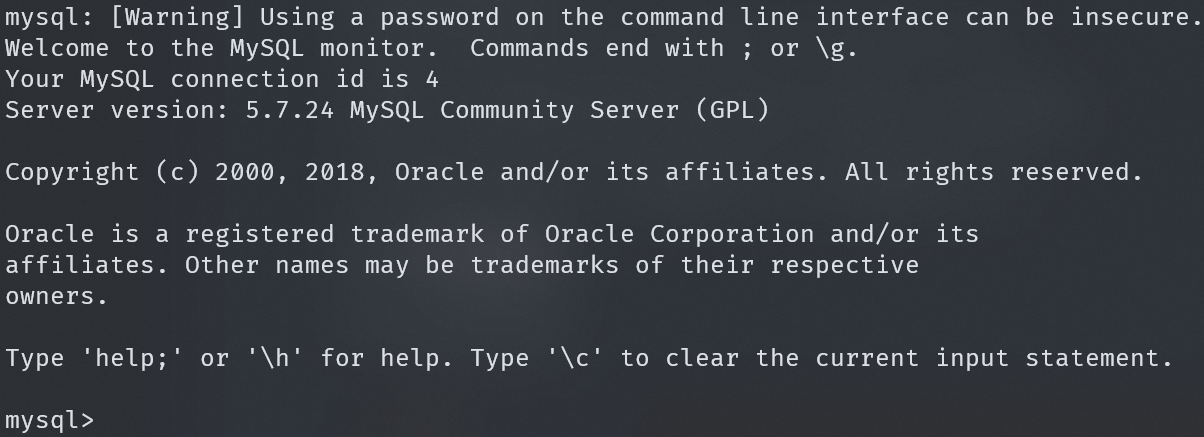 mysql: [Warning] Using a password on the command line interface can be insecure.
Welcome to the MySQL monitor.  Commands end with ; or \g.
Your MySQL connection id is 4
Server version: 5.7.24 MySQL Community Server (GPL)
Copyright (c) 2000, 2018, Oracle and/or its affiliates. All rights reserved.
Oracle is a registered trademark of Oracle Corporation and/or its
affiliates. Other names may be trademarks of their respective
owners.
Type 'help;' or '\h' for help. Type '\c' to clear the current input statement.
mysql>